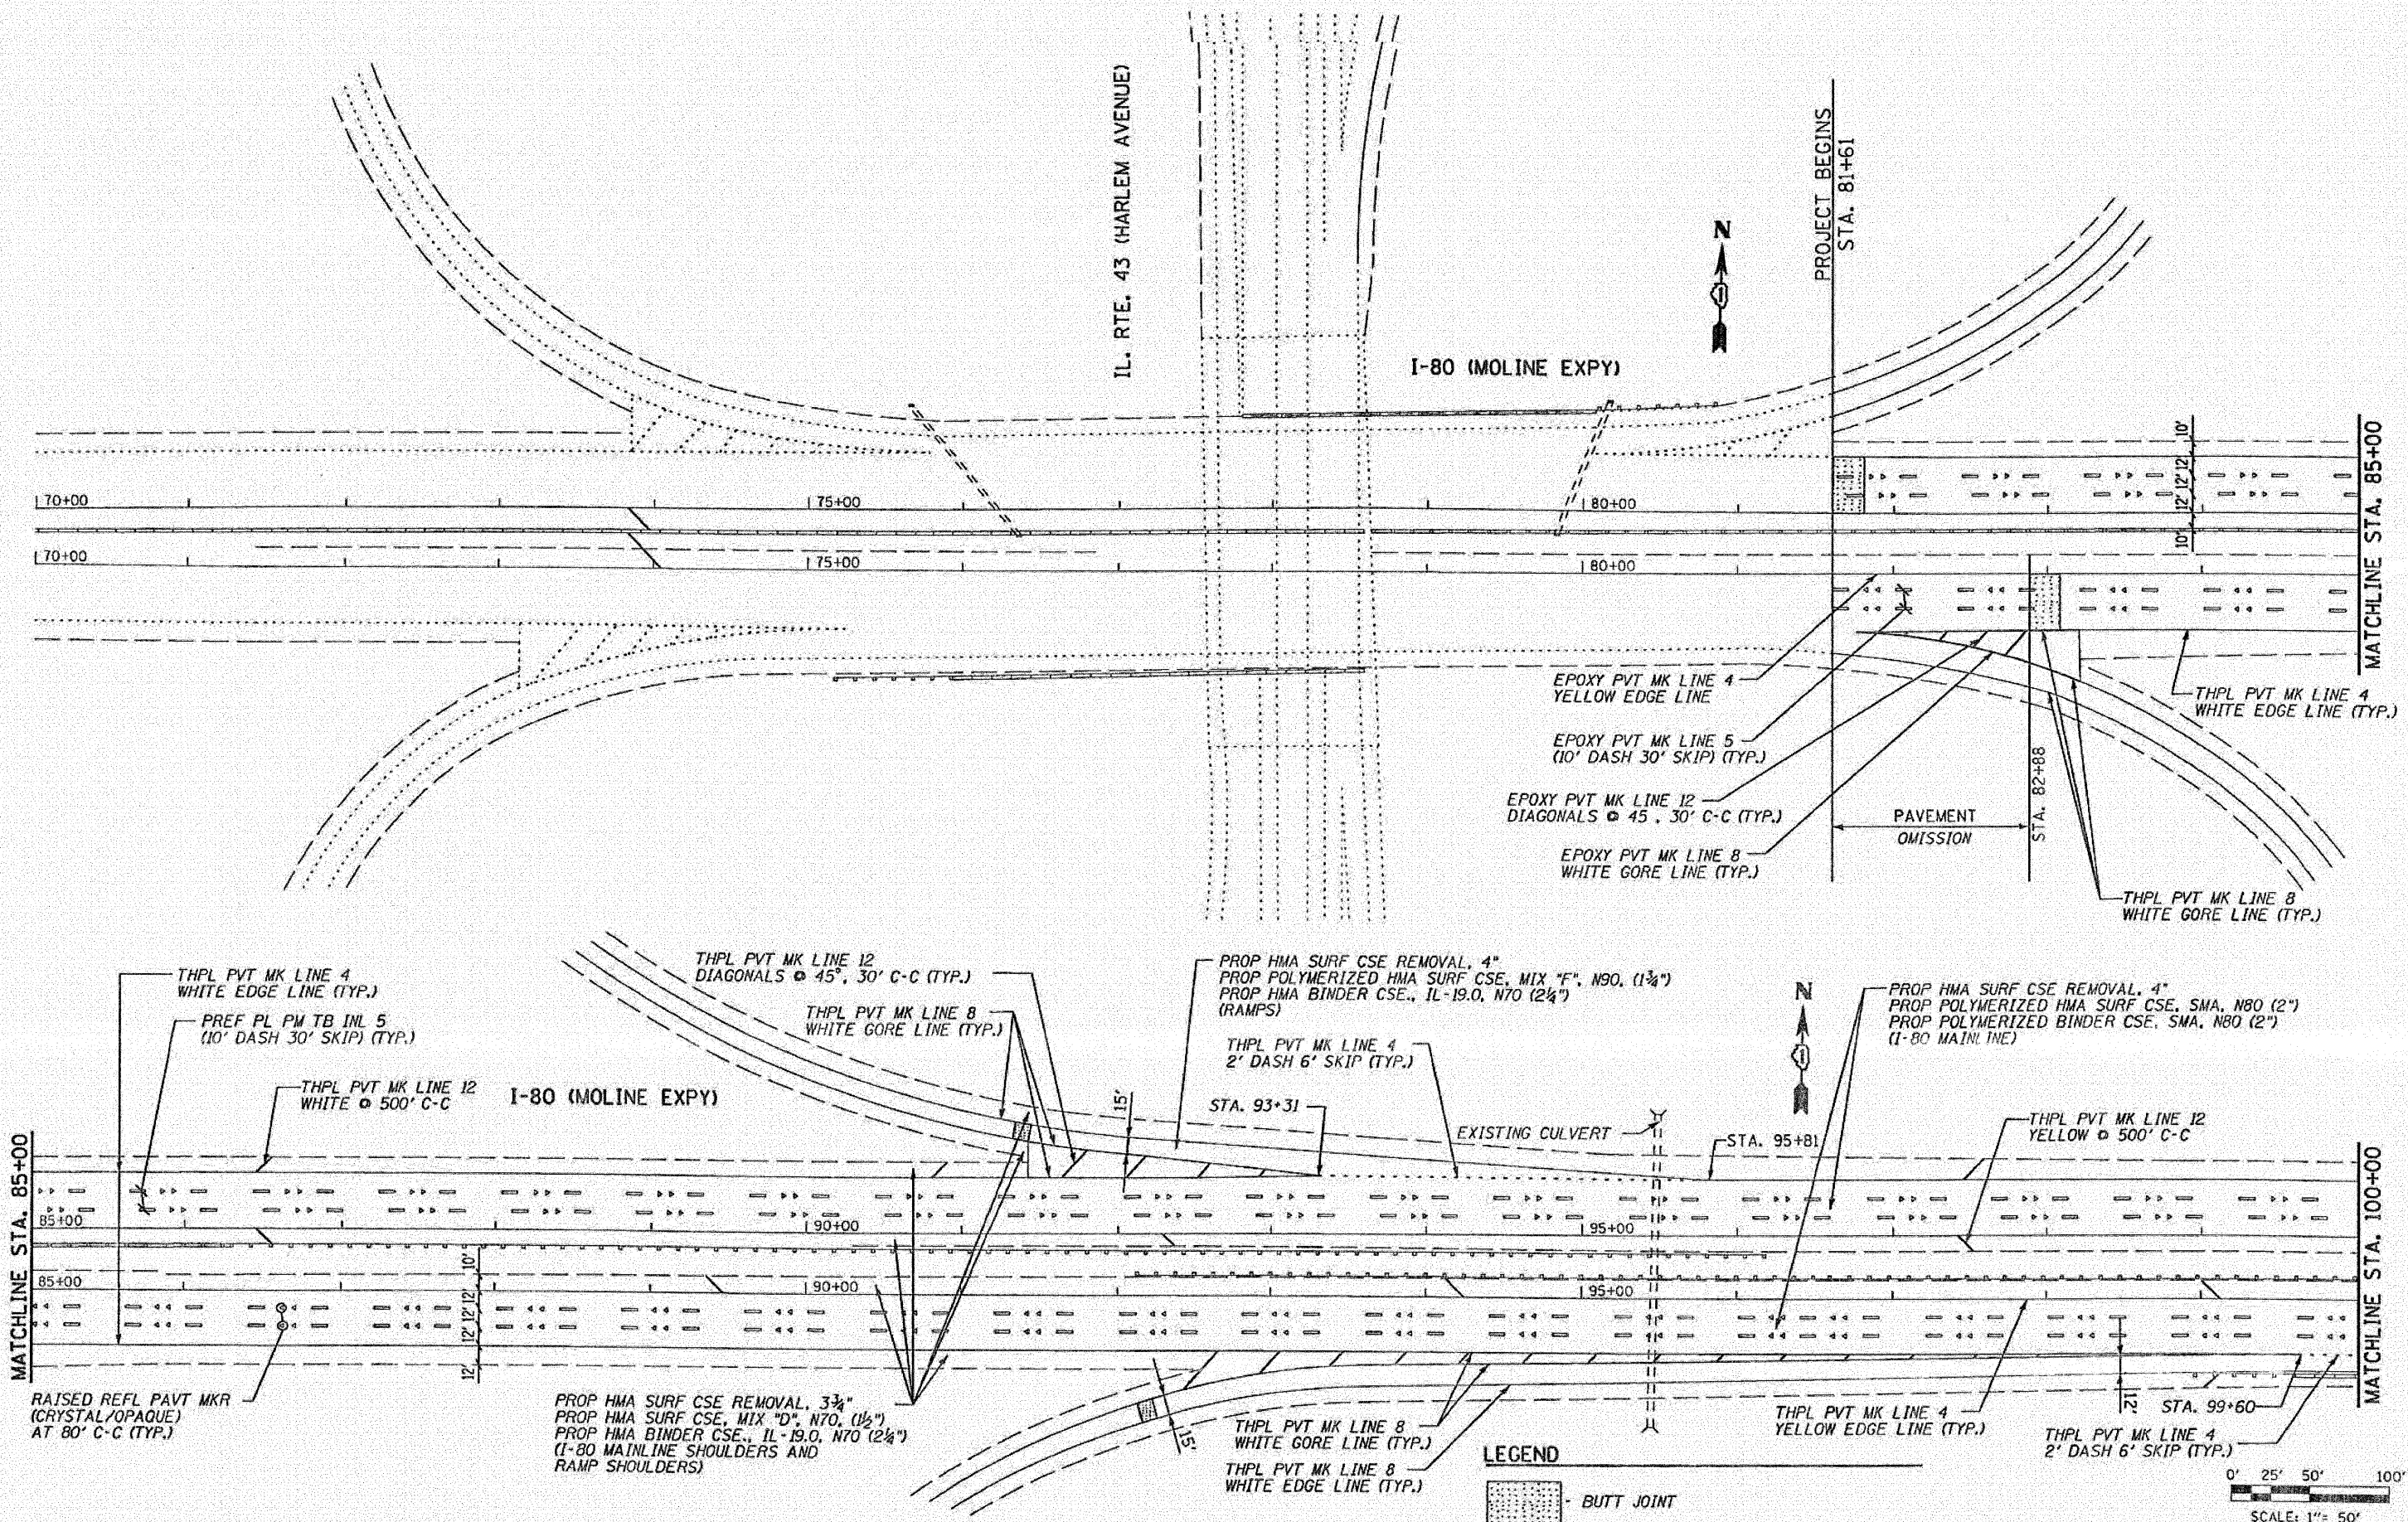 IL. RTE. 43 (HARLEM AVENUE)
PROJECT BEGINS
STA. 81+61
N
I-80 (MOLINE EXPY)
MATCHLINE STA. 85+00
10'
12'
12'
12'
10'
70+00
75+00
80+00
70+00
75+00
80+00
EPOXY PVT MK LINE 4
YELLOW EDGE LINE
EPOXY PVT MK LINE 5
(10' DASH 30' SKIP) (TYP.)
EPOXY PVT MK LINE 12
DIAGONALS @ 45 , 30' C-C (TYP.)
EPOXY PVT MK LINE 8
WHITE GORE LINE (TYP.)
PAVEMENT
OMISSION
STA. 82+88
THPL PVT MK LINE 4
WHITE EDGE LINE (TYP.)
THPL PVT MK LINE 8
WHITE GORE LINE (TYP.)
THPL PVT MK LINE 4
WHITE EDGE LINE (TYP.)
PREF PL PM TB INL 5
(10' DASH 30' SKIP) (TYP.)
THPL PVT MK LINE 12
WHITE @ 500' C-C
I-80 (MOLINE EXPY)
THPL PVT MK LINE 12
DIAGONALS @ 45°, 30' C-C (TYP.)
THPL PVT MK LINE 8
WHITE GORE LINE (TYP.)
PROP HMA SURF CSE REMOVAL, 4"
PROP POLYMERIZED HMA SURF CSE, MIX "F", N90, (1¾")
PROP HMA BINDER CSE., IL-19.0, N70 (2¼")
(RAMPS)
THPL PVT MK LINE 4
2' DASH 6' SKIP (TYP.)
15'
STA. 93+31
EXISTING CULVERT
N
PROP HMA SURF CSE REMOVAL, 4"
PROP POLYMERIZED HMA SURF CSE, SMA, N80 (2")
PROP POLYMERIZED BINDER CSE, SMA, N80 (2")
(I-80 MAINLINE)
STA. 95+81
THPL PVT MK LINE 12
YELLOW @ 500' C-C
MATCHLINE STA. 85+00
MATCHLINE STA. 100+00
85+00
90+00
95+00
85+00
90+00
95+00
10'
12'
12'
12'
12'
RAISED REFL PAVT MKR
(CRYSTAL/OPAQUE)
AT 80' C-C (TYP.)
PROP HMA SURF CSE REMOVAL, 3¾"
PROP HMA SURF CSE, MIX "D", N70, (1½")
PROP HMA BINDER CSE., IL-19.0, N70 (2¼")
(I-80 MAINLINE SHOULDERS AND
RAMP SHOULDERS)
15'
THPL PVT MK LINE 8
WHITE GORE LINE (TYP.)
THPL PVT MK LINE 8
WHITE EDGE LINE (TYP.)
THPL PVT MK LINE 4
YELLOW EDGE LINE (TYP.)
12'
STA. 99+60
THPL PVT MK LINE 4
2' DASH 6' SKIP (TYP.)
LEGEND
- BUTT JOINT
0' 25' 50' 100'
SCALE: 1"= 50'